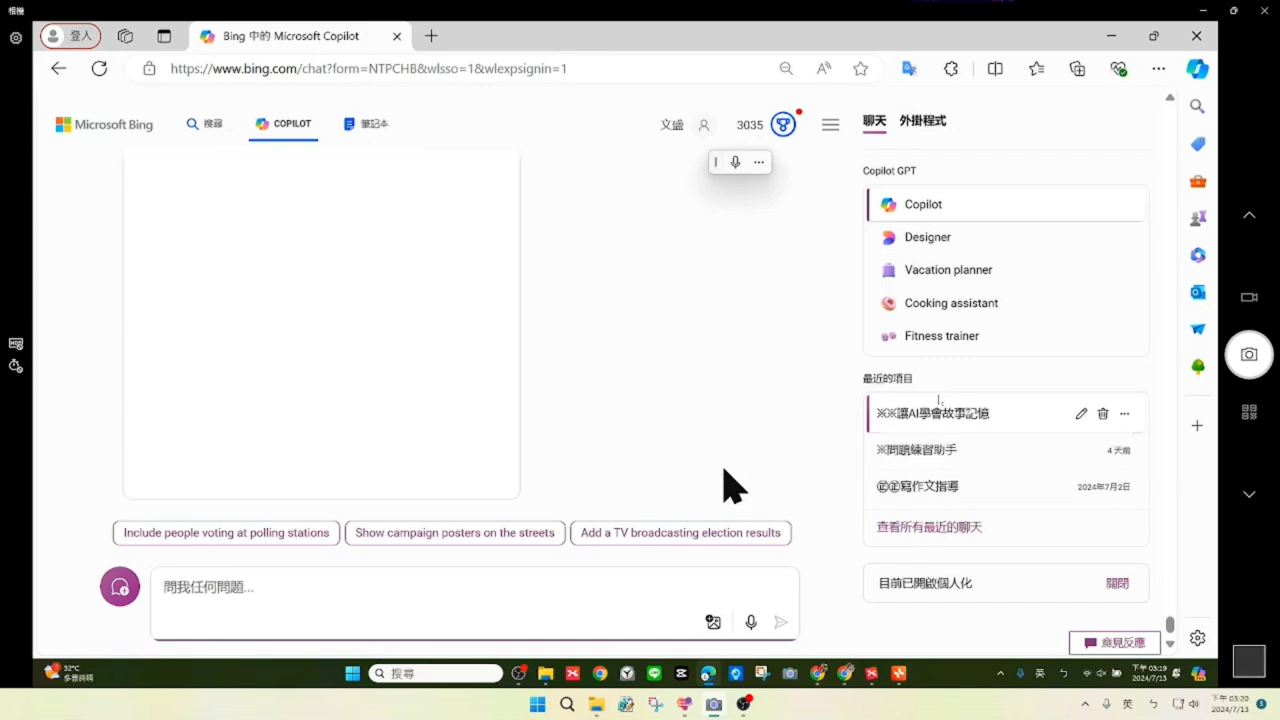 相機
登入
Bing 中的 Microsoft Copilot
https://www.bing.com/chat?form=NTPCHB&wlsso=1&wlexpsignin=1
Microsoft Bing
搜尋
COPILOT
筆記本
文盛
3035
聊天
外掛程式
Copilot GPT
Copilot
Designer
Vacation planner
Cooking assistant
Fitness trainer
最近的項目
※※讓AI學會故事記憶
※問題練習助手
4 天前
㊣㊣寫作文指導
2024年7月2日
查看所有最近的聊天
Include people voting at polling stations
Show campaign posters on the streets
Add a TV broadcasting election results
問我任何問題...
目前已開啟個人化
關閉
意見反應
32°C
多雲時晴
搜尋
英
下午 03:19
2024/7/13
英
下午 03:20
2024/7/13